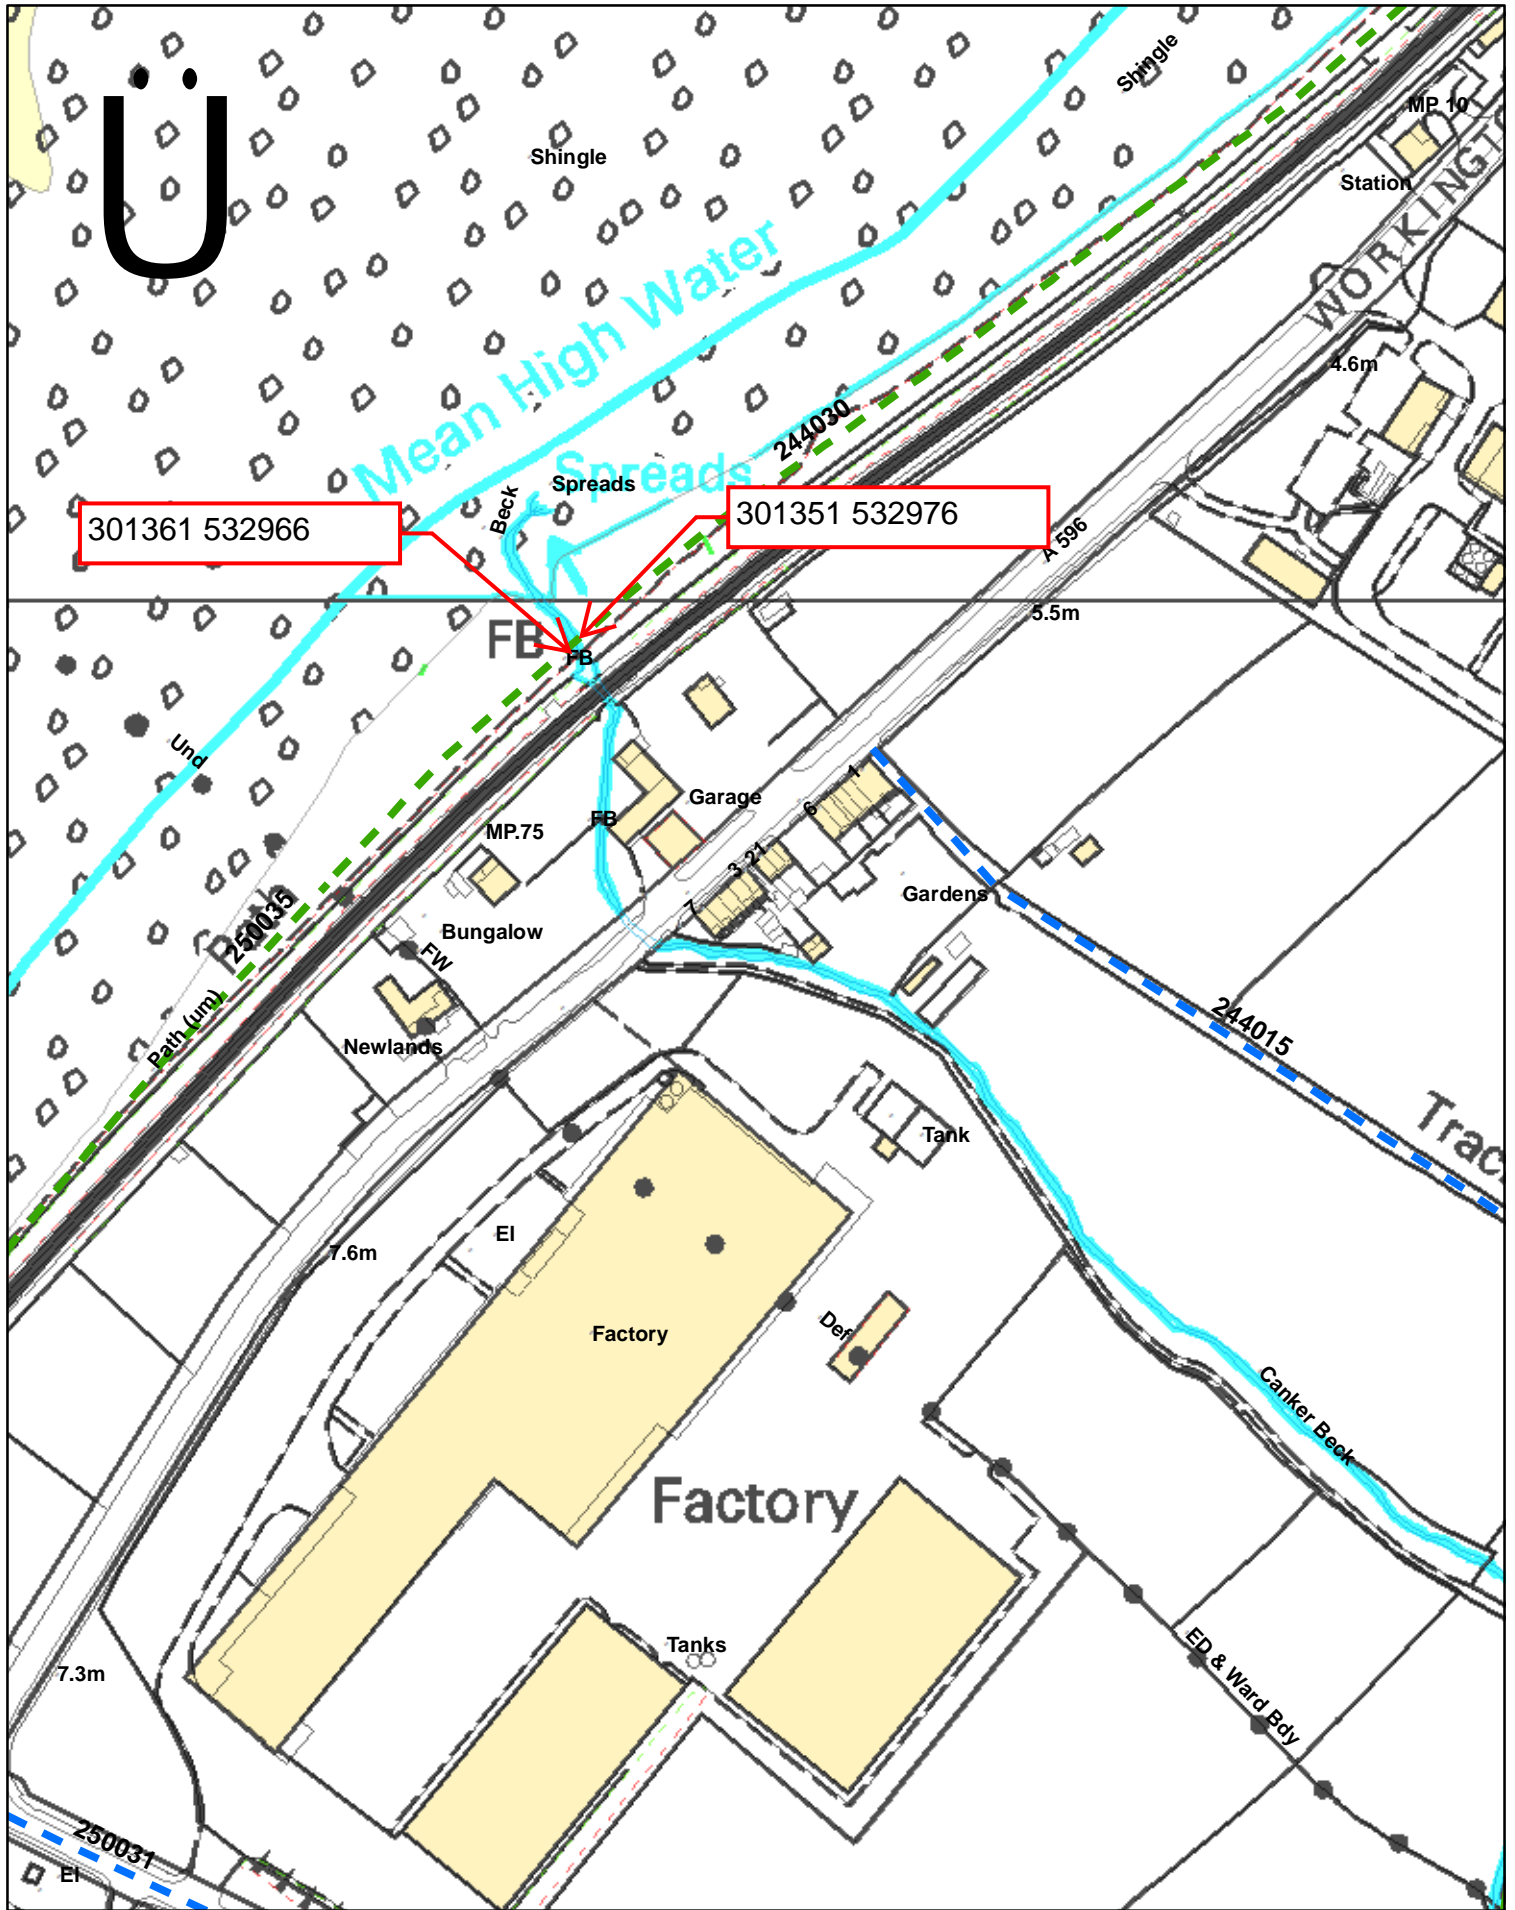 Ü
Shingle
Shingle
MP 10
Station
WORKINGT
4.6m
Mean High Water
244030
Spreads
Spreads
Beck
301361 532966
301351 532976
A 596
5.5m
FB
FB
Und
Garage
1
6
FB
MP.75
21
3
7
Gardens
250035
Bungalow
FW
Path (um)
Newlands
244015
Trac
Tank
El
7.6m
Factory
Def
Canker Beck
Factory
Tanks
7.3m
ED & Ward Bdy
250031
El